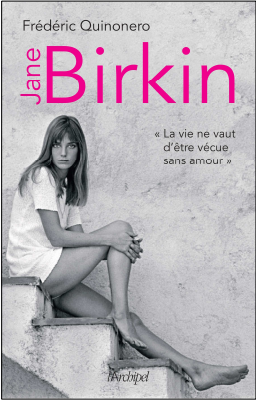 Frédéric Quinonero
Jane
Birkin
« La vie ne vaut
d'être vécue
sans amour »
l'Archipel